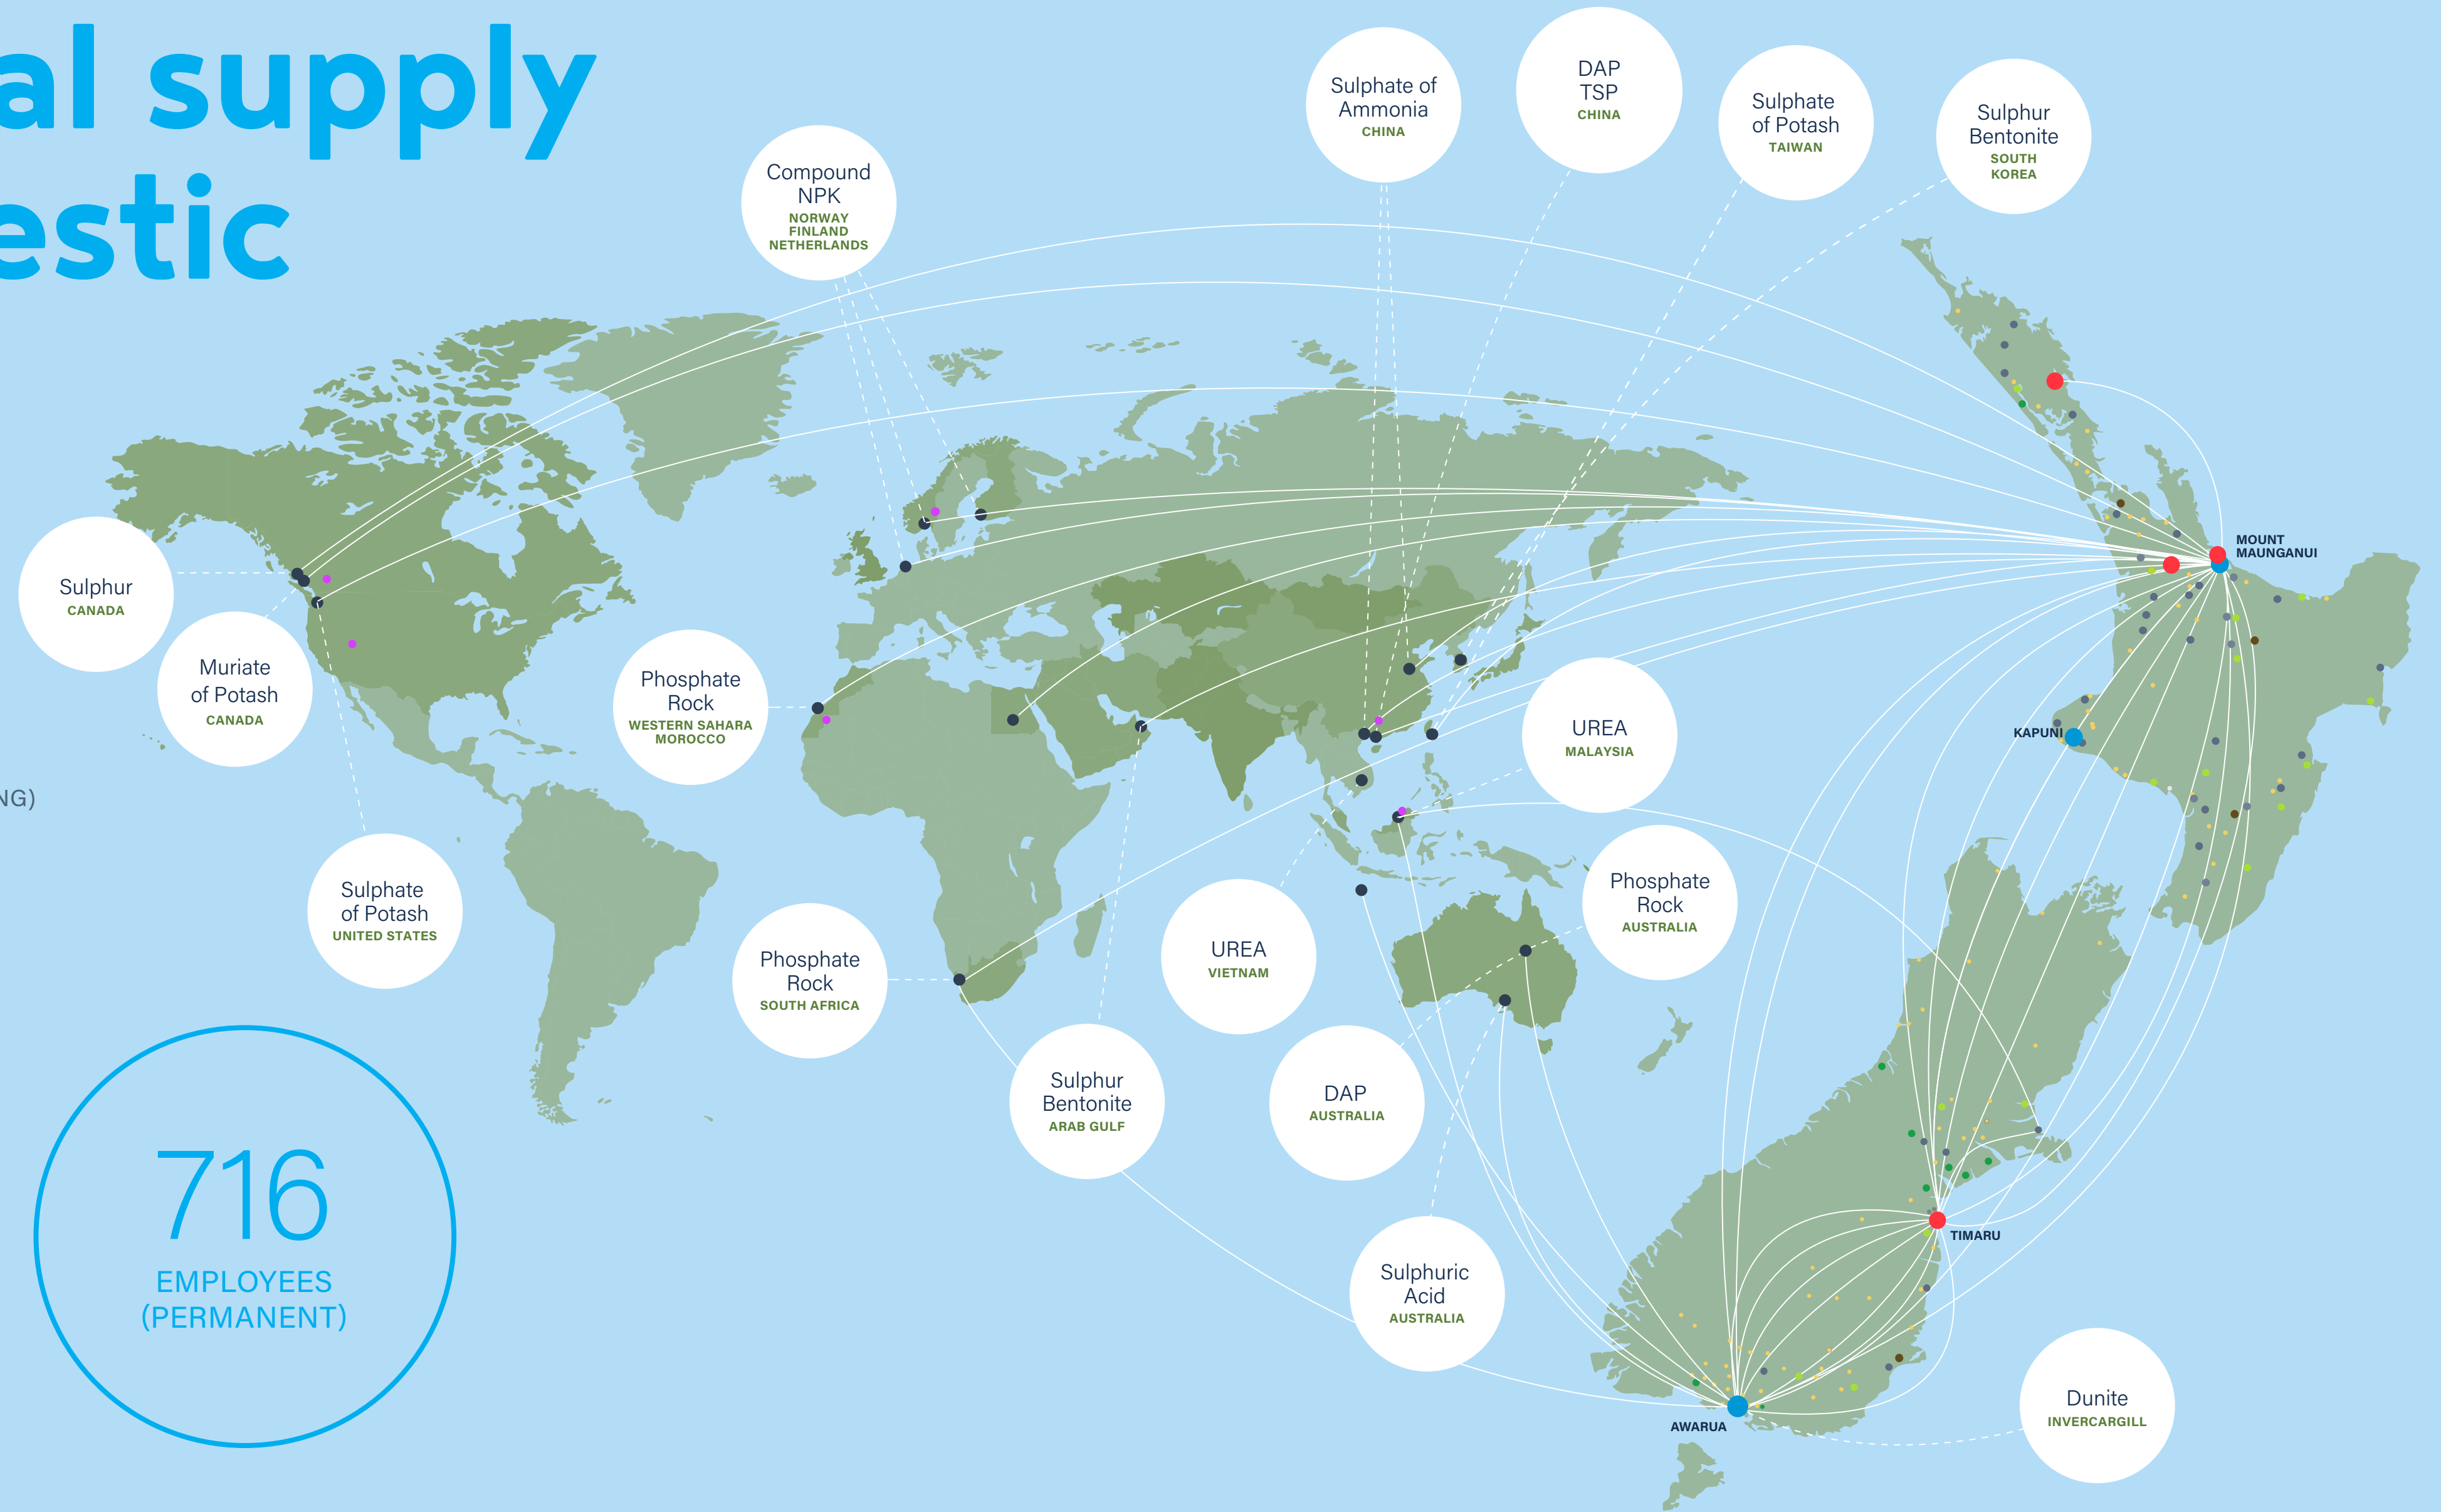 al supply
estic
Compound
NPK
NORWAY
FINLAND
NETHERLANDS
Sulphate of
Ammonia
CHINA
DAP
TSP
CHINA
Sulphate
of Potash
TAIWAN
Sulphur
Bentonite
SOUTH
KOREA
Sulphur
CANADA
Muriate
of Potash
CANADA
NG)
Sulphate
of Potash
UNITED STATES
Phosphate
Rock
WESTERN SAHARA
MOROCCO
Phosphate
Rock
SOUTH AFRICA
Sulphur
Bentonite
ARAB GULF
UREA
VIETNAM
UREA
MALAYSIA
Phosphate
Rock
AUSTRALIA
DAP
AUSTRALIA
Sulphuric
Acid
AUSTRALIA
MOUNT
MAUNGANUI
KAPUNI
TIMARU
AWARUA
Dunite
INVERCARGILL
716
EMPLOYEES
(PERMANENT)